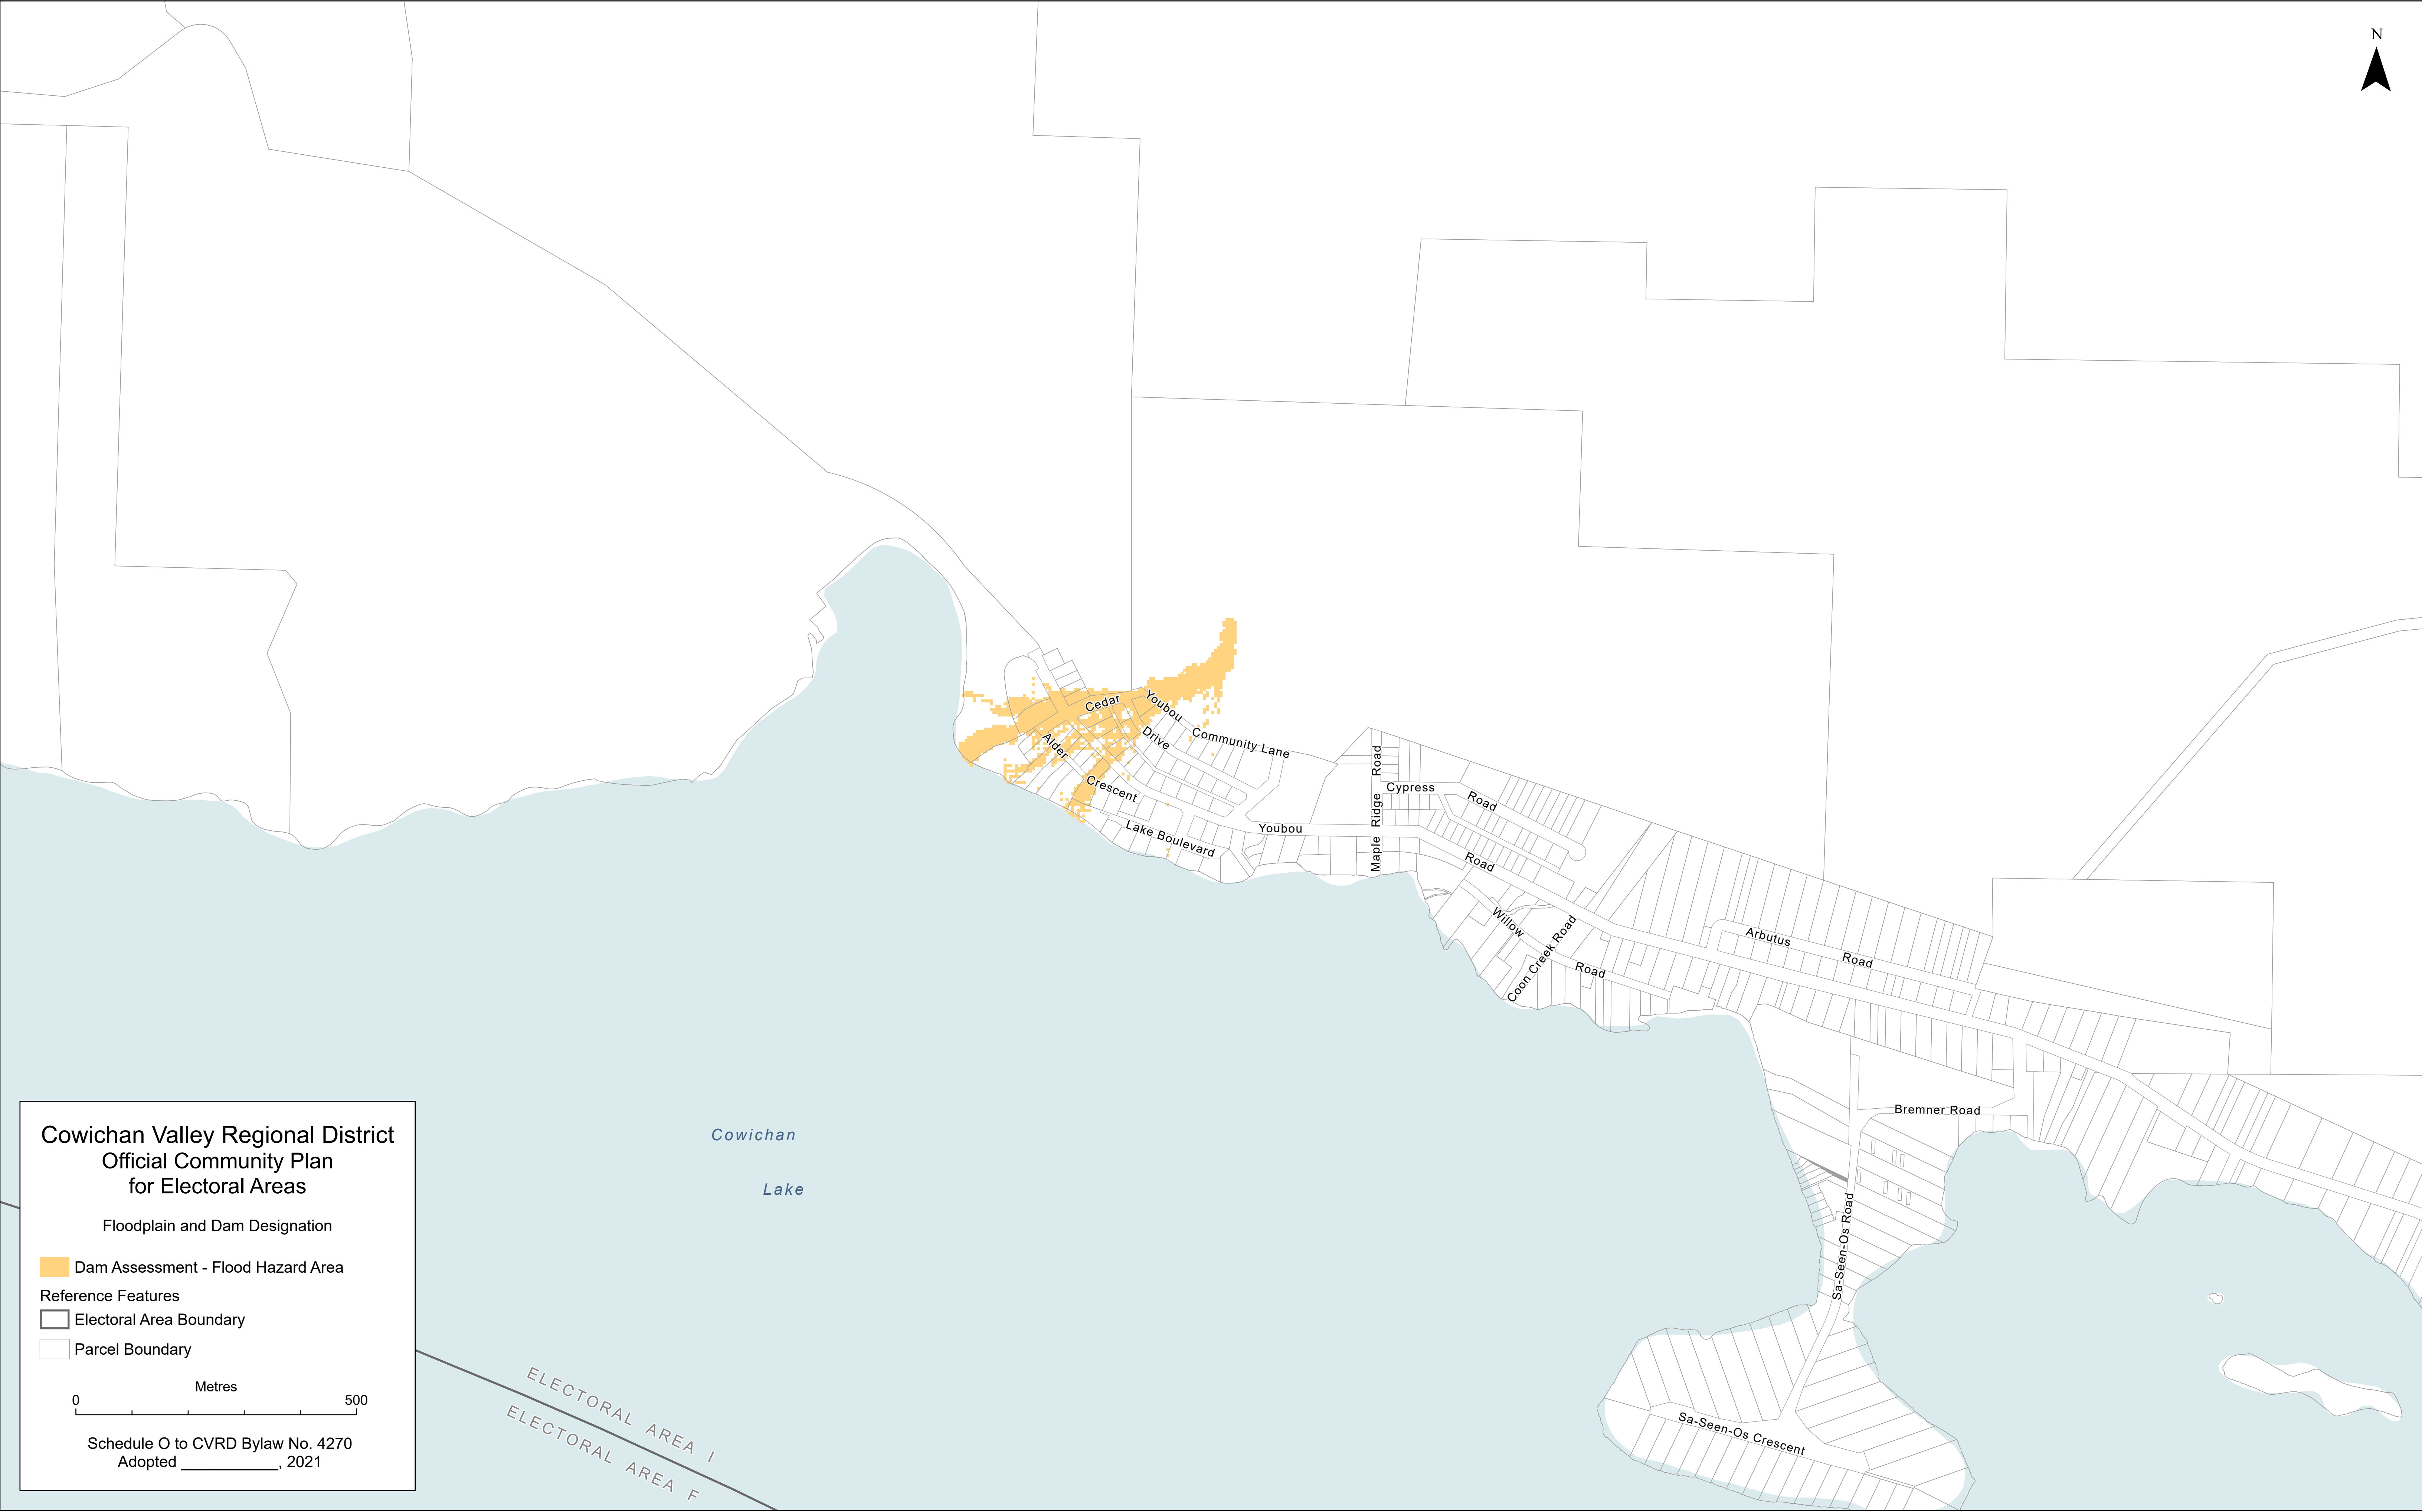 N
Cedar
Youbou
Drive
Community Lane
Alder
Crescent
Lake Boulevard
Youbou
Maple Ridge Road
Cypress
Road
Road
Willow
Coon Creek Road
Road
Arbutus
Road
Bremner Road
Sa-Seen-Os Road
Sa-Seen-Os Crescent
Cowichan
Lake
ELECTORAL AREA I
ELECTORAL AREA F
Cowichan Valley Regional District
Official Community Plan
for Electoral Areas
Floodplain and Dam Designation
Dam Assessment - Flood Hazard Area
Reference Features
Electoral Area Boundary
Parcel Boundary
Metres
0 500
Schedule O to CVRD Bylaw No. 4270
Adopted ___________, 2021